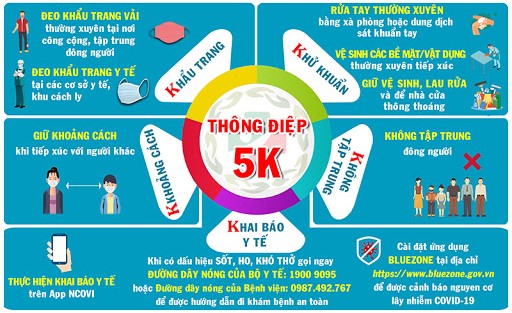 ĐEO KHẨU TRANG VẢI
thường xuyên tại nơi
công cộng, tập trung
đông người
ĐEO KHẨU TRANG Y TẾ
tại các cơ sở y tế,
khu cách ly
KHẨU TRANG
RỬA TAY THƯỜNG XUYÊN
bằng xà phòng hoặc dung dịch
sát khuẩn tay
VỆ SINH CÁC BỀ MẶT/VẬT DỤNG
thường xuyên tiếp xúc
GIỮ VỆ SINH, LAU RỬA
và để nhà cửa
thông thoáng
KHỬ KHUẨN
THÔNG ĐIỆP
5K
GIỮ KHOẢNG CÁCH
khi tiếp xúc với người khác
KHOẢNG CÁCH
KHÔNG
TẬP TRUNG
KHÔNG TẬP TRUNG
đông người
KHAI BÁO
Y TẾ
THỰC HIỆN KHAI BÁO Y TẾ
trên App NCOVI
Khi có dấu hiệu SỐT, HO, KHÓ THỞ gọi ngay
ĐƯỜNG DÂY NÓNG CỦA BỘ Y TẾ: 1900 9095
hoặc Đường dây nóng của Bệnh viện: 0987.492.767
để được hướng dẫn đi khám bệnh an toàn
Cài đặt ứng dụng
BLUEZONE tại địa chỉ
https://www.bluezone.gov.vn
để được cảnh báo nguy cơ
lây nhiễm COVID-19